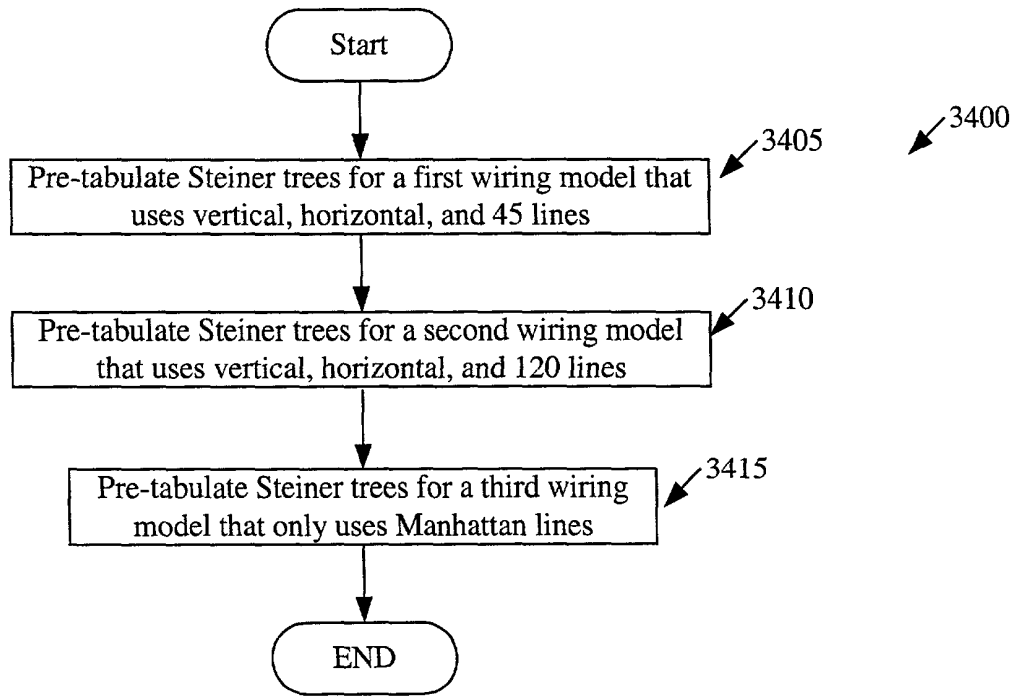 Start
3400
3405
Pre-tabulate Steiner trees for a first wiring model that
uses vertical, horizontal, and 45 lines
3410
Pre-tabulate Steiner trees for a second wiring model
that uses vertical, horizontal, and 120 lines
3415
Pre-tabulate Steiner trees for a third wiring
model that only uses Manhattan lines
END